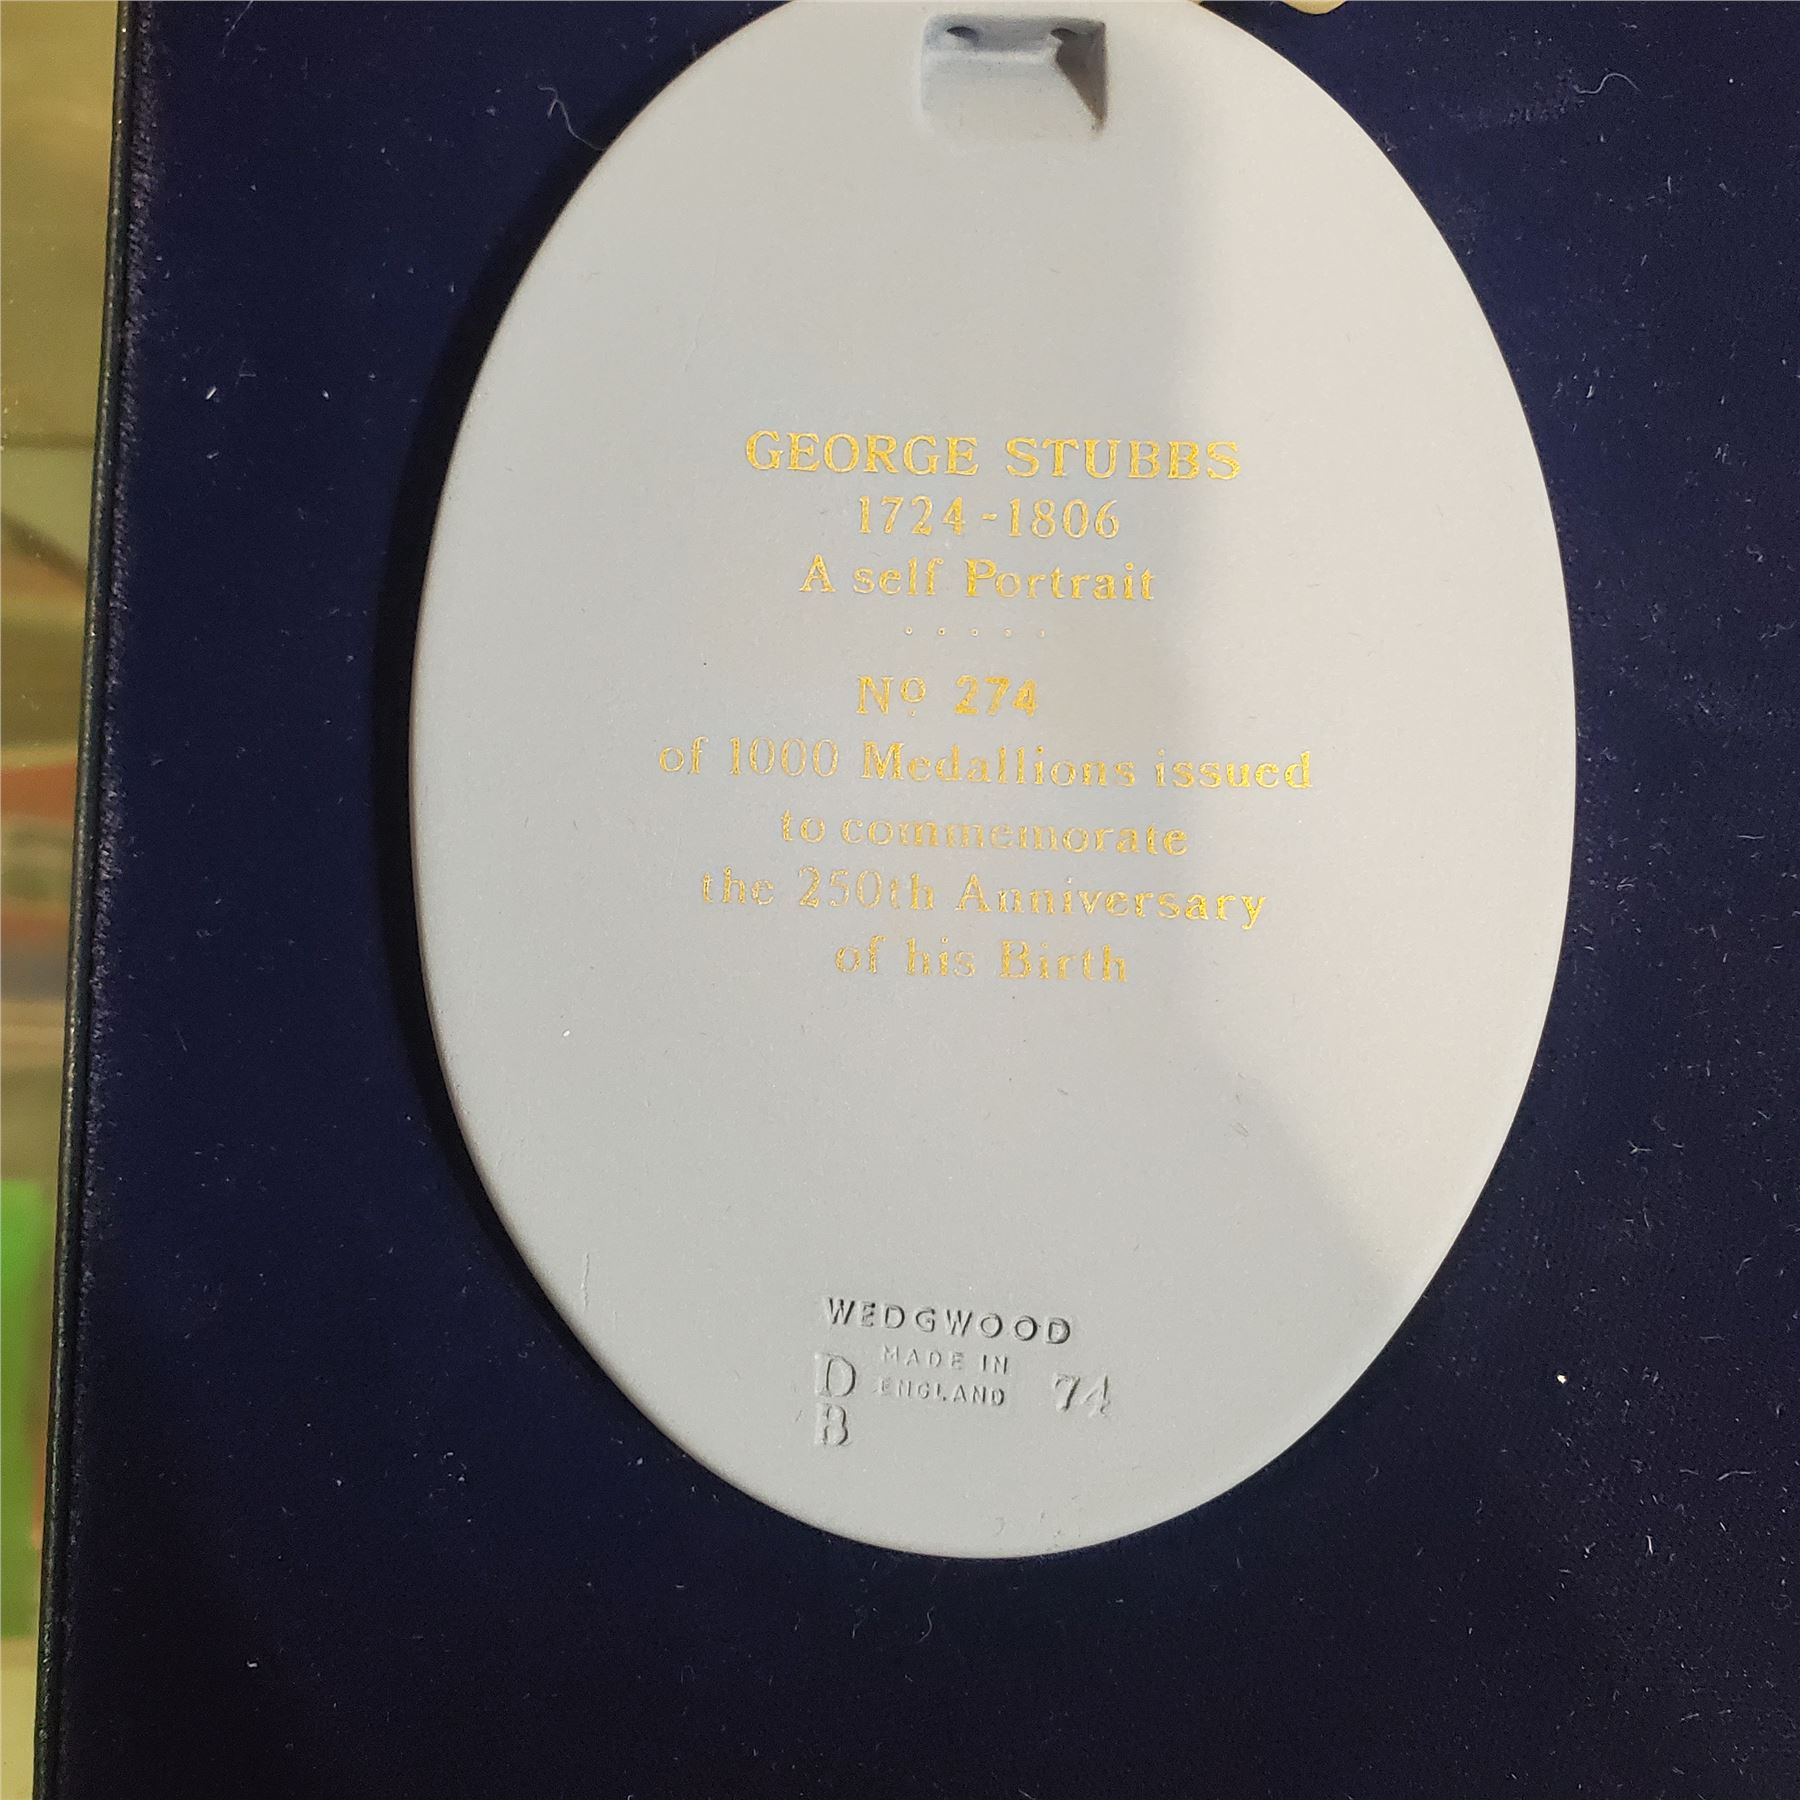 GEORGE STUBBS
1724-1806
A self Portrait
.....
Nº 274
of 1000 Medallions issued
to commemorate
the 250th Anniversary
of his Birth
WEDGWOOD
MADE IN
ENGLAND
D
B
74